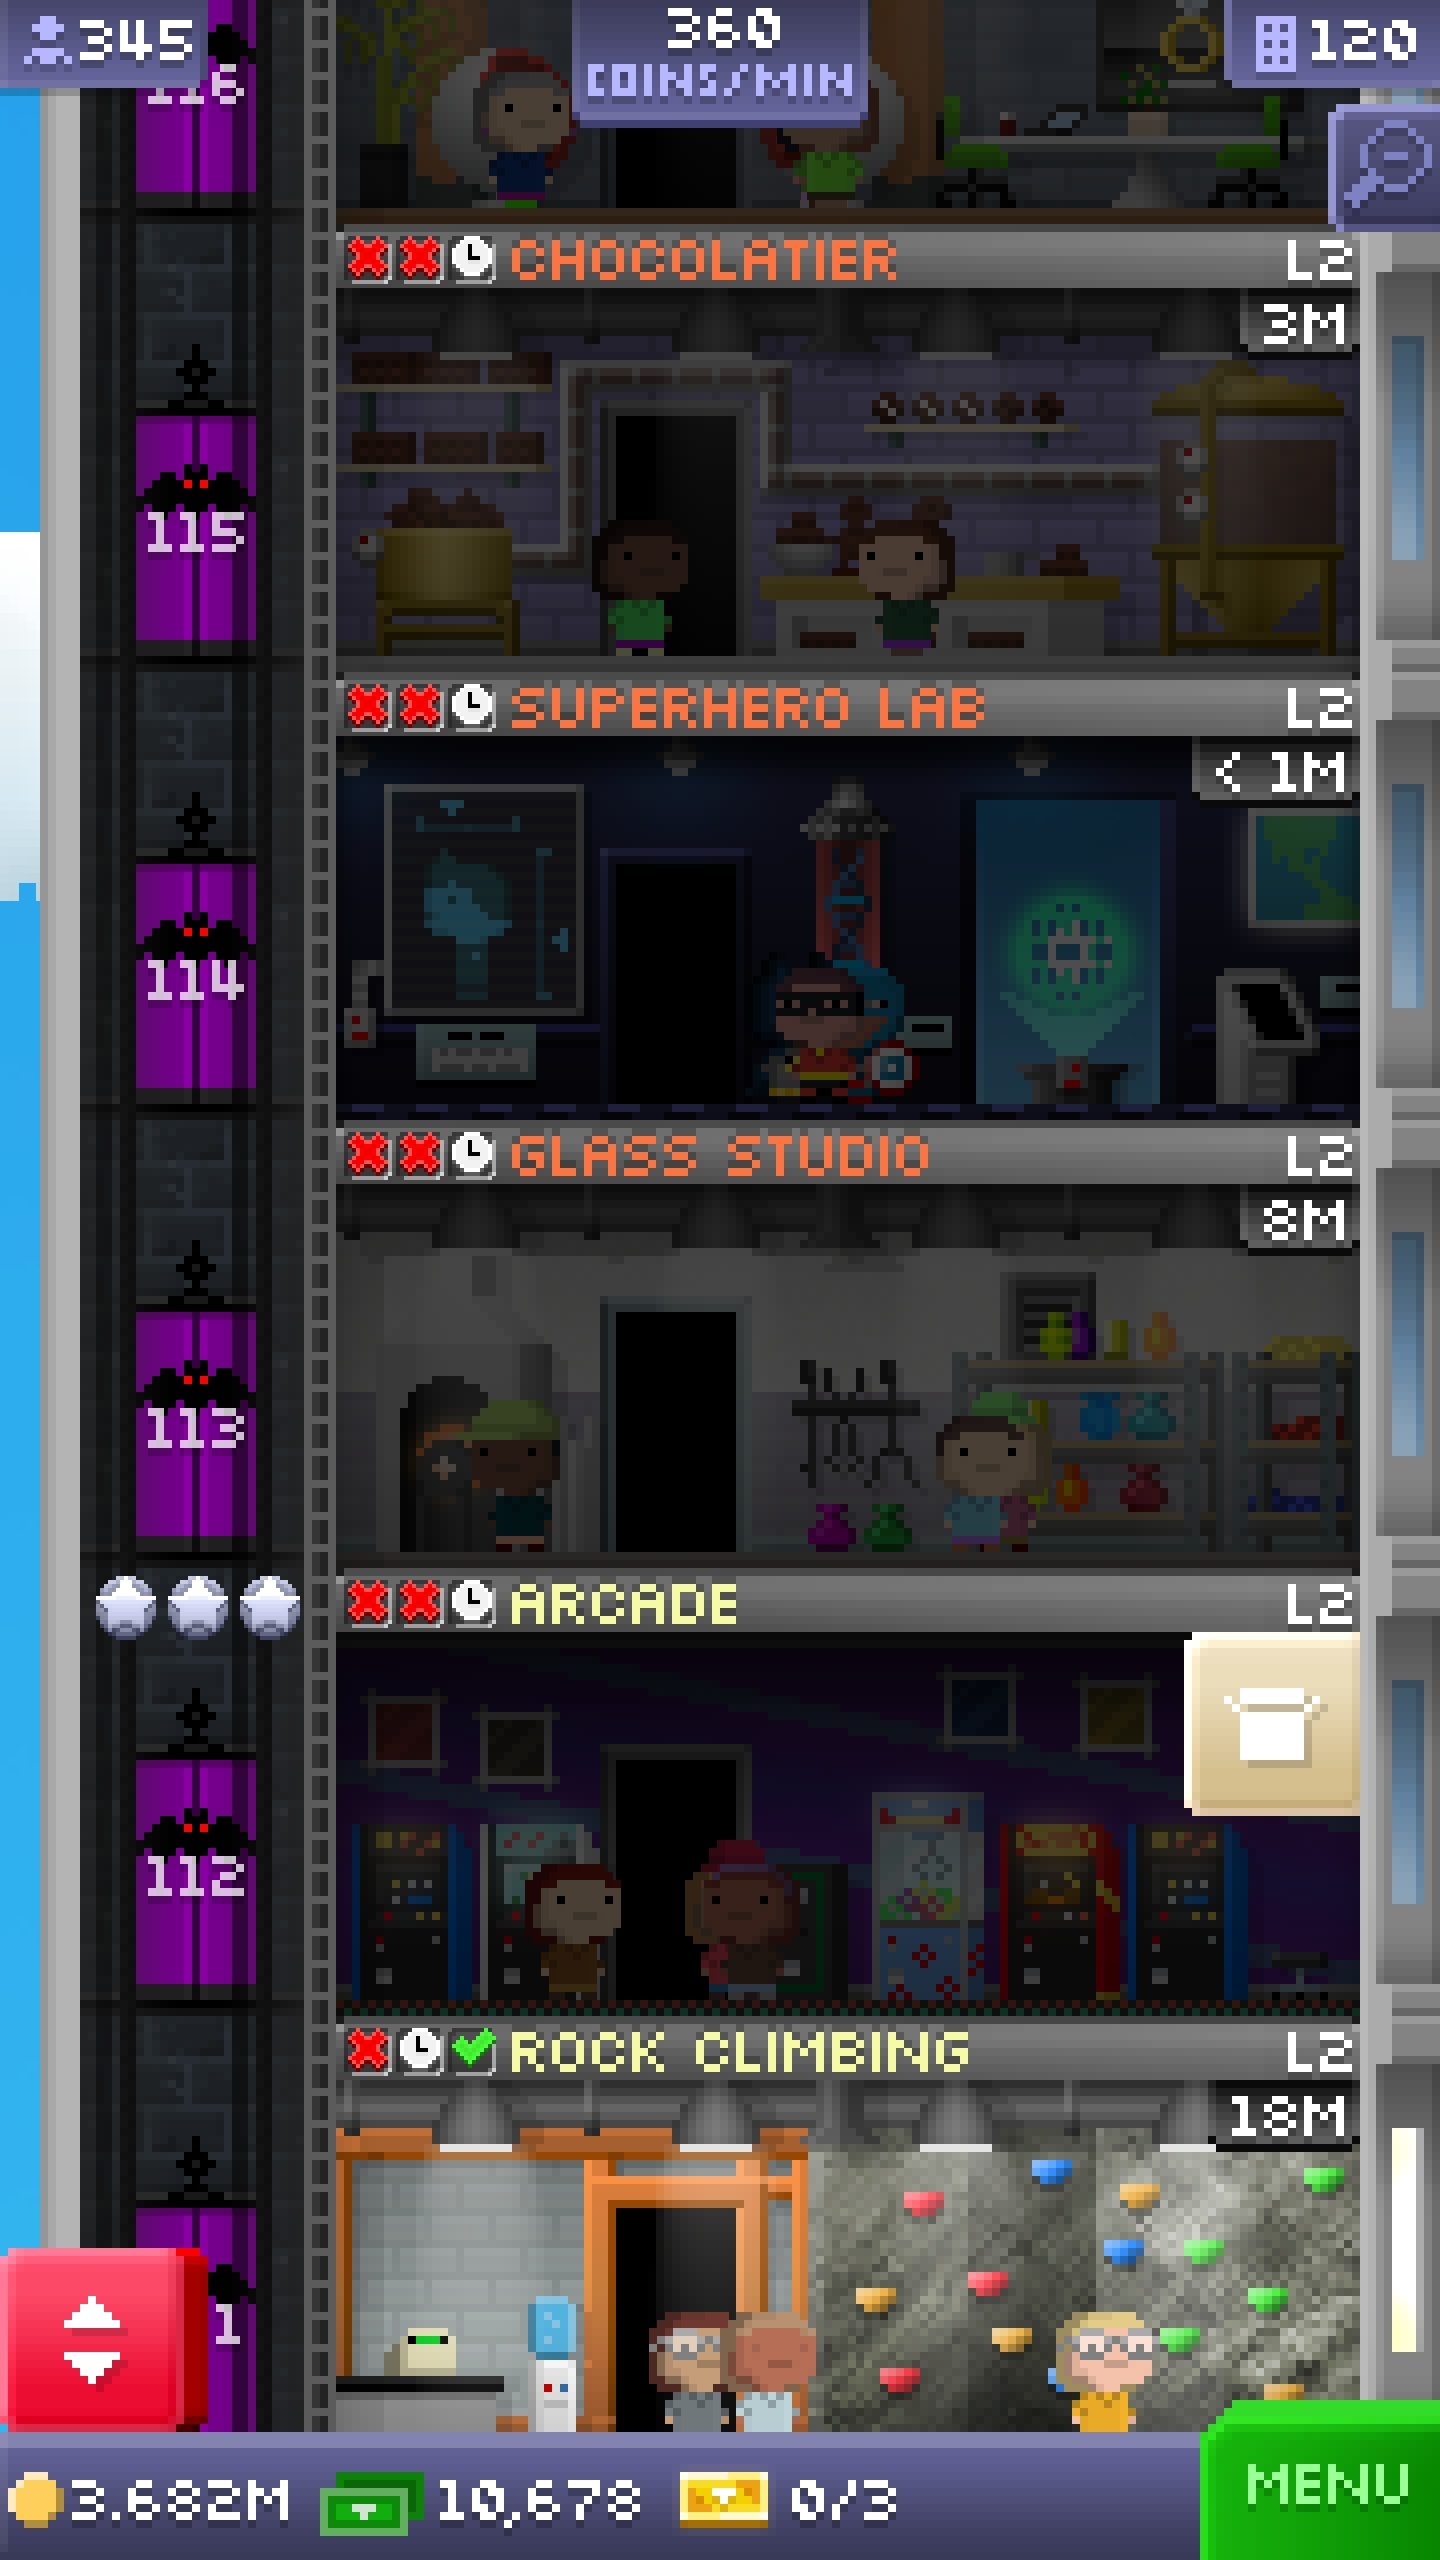 345
360
COINS/MIN
120
116
CHOCOLATIER
L2
3M
115
SUPERHERO LAB
L2
< 1M
114
GLASS STUDIO
L2
8M
113
ARCADE
L2
112
ROCK CLIMBING
L2
18M
1
3.682M
10,678
0/3
MENU